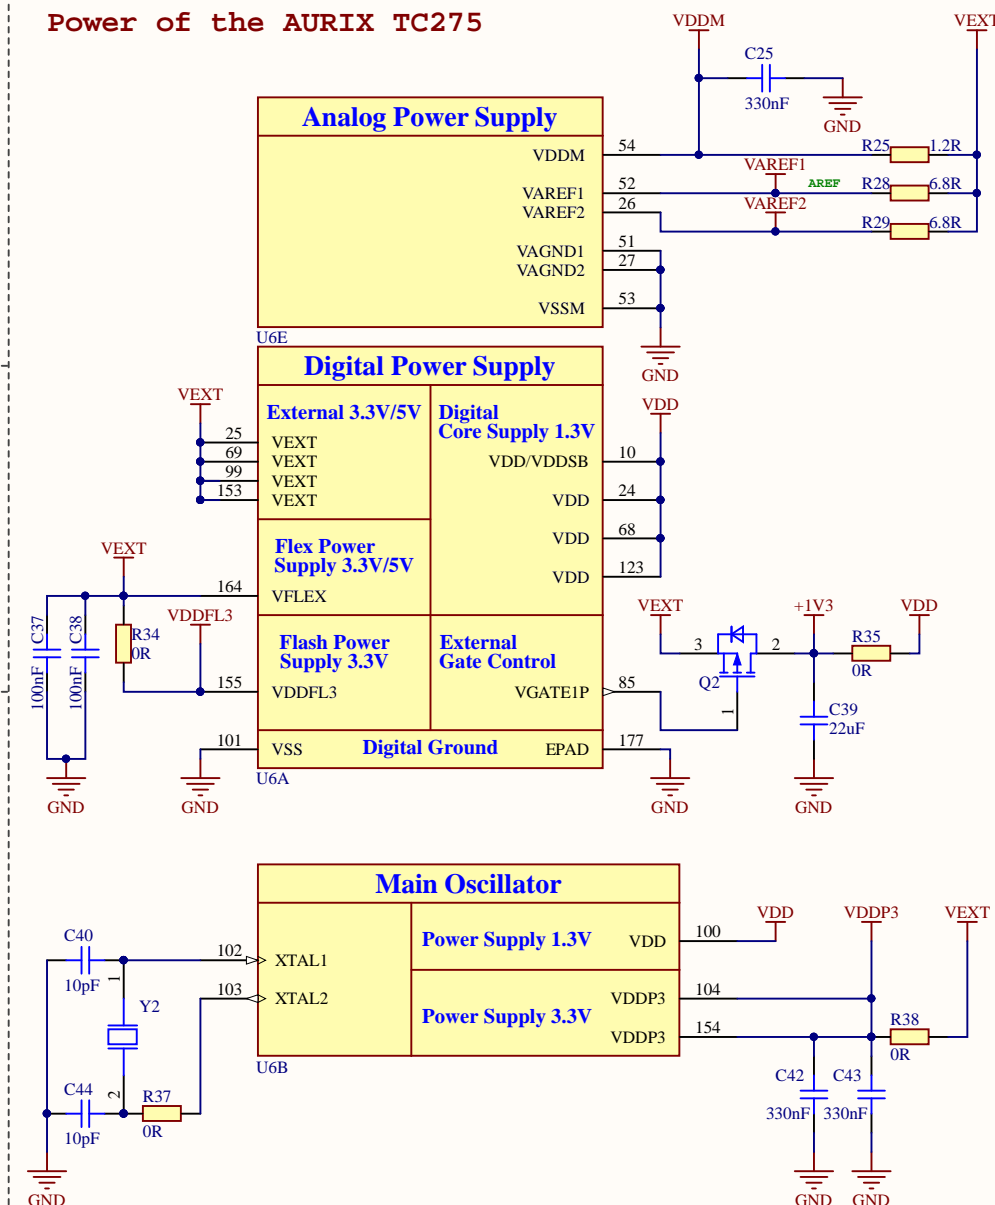 Power of the AURIX TC275
VDDM
VEXT
C25
330nF
GND
Analog Power Supply
VDDM
54
R25
1.2R
VAREF1
VAREF1
52
AREF
R28
6.8R
VAREF2
26
VAREF2
R29
6.8R
VAGND1
51
VAGND2
27
VSSM
53
GND
U6E
Digital Power Supply
VEXT
External 3.3V/5V
25
VEXT
69
VEXT
99
VEXT
153
VEXT
Digital
Core Supply 1.3V
VDD
VDD/VDDSB
10
VDD
24
VDD
68
VDD
123
VEXT
Flex Power
Supply 3.3V/5V
164
VFLEX
VDDFL3
C37
100nF
C38
100nF
R34
0R
Flash Power
Supply 3.3V
155
VDDFL3
External
Gate Control
VGATE1P
85
VEXT
3
2
1
Q2
+1V3
R35
0R
VDD
C39
22uF
GND
101
VSS
Digital Ground
EPAD
177
U6A
GND
GND
GND
Main Oscillator
C40
10pF
102
XTAL1
103
XTAL2
1
Y2
2
C44
10pF
R37
0R
GND
Power Supply 1.3V
VDD
100
VDD
VDDP3
VEXT
Power Supply 3.3V
VDDP3
104
VDDP3
154
R38
0R
U6B
C42
330nF
C43
330nF
GND
GND